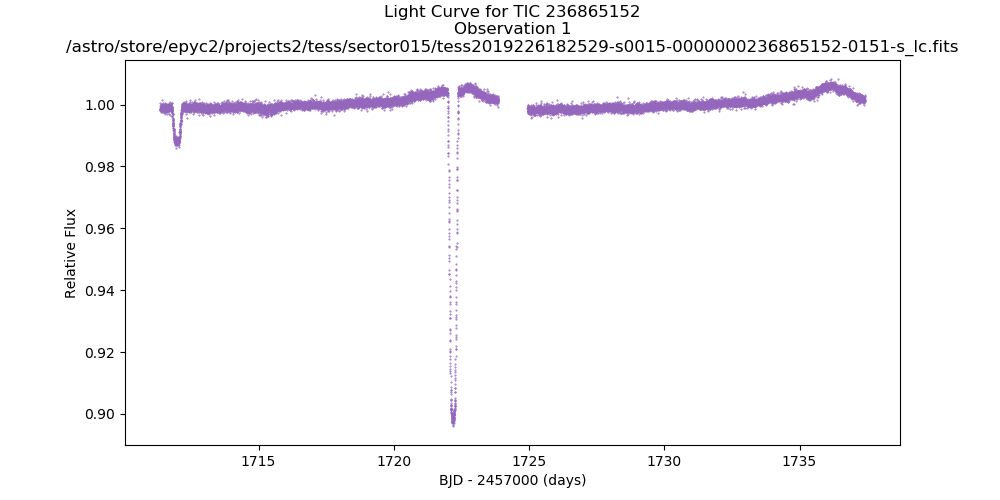 Light Curve for TIC 236865152
Observation 1
/astro/store/epyc2/projects2/tess/sector015/tess2019226182529-s0015-0000000236865152-0151-s_lc.fits
1.00
0.98
0.96
0.94
0.92
0.90
Relative Flux
1715
1720
1725
1730
1735
BJD - 2457000 (days)